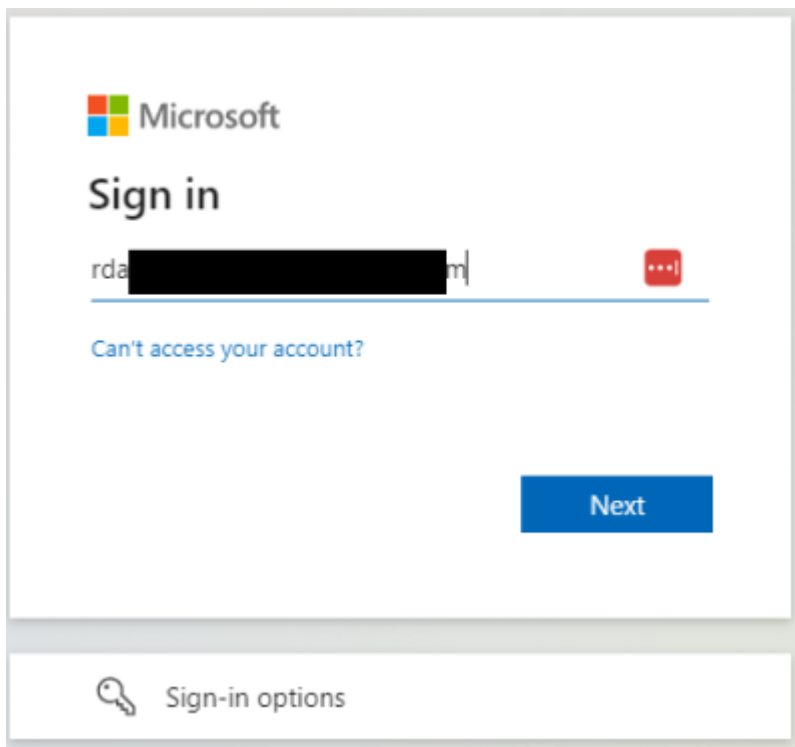 Microsoft
Sign in
rda m
Can't access your account?
Next
Sign-in options